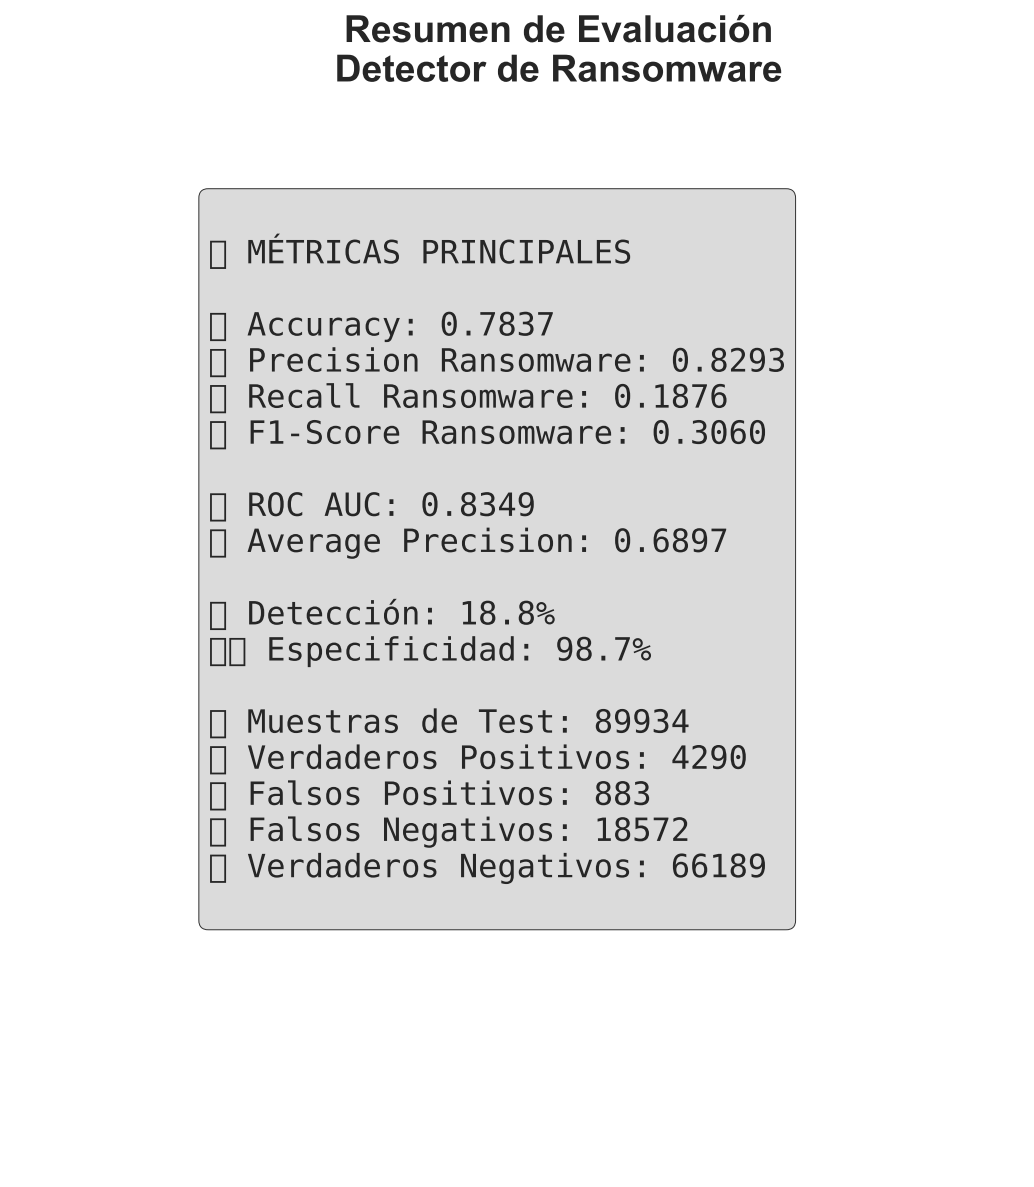 Resumen de Evaluación
Detector de Ransomware
▯ MÉTRICAS PRINCIPALES
▯ Accuracy: 0.7837
▯ Precision Ransomware: 0.8293
▯ Recall Ransomware: 0.1876
▯ F1-Score Ransomware: 0.3060
▯ ROC AUC: 0.8349
▯ Average Precision: 0.6897
▯ Detección: 18.8%
▯▯ Especificidad: 98.7%
▯ Muestras de Test: 89934
▯ Verdaderos Positivos: 4290
▯ Falsos Positivos: 883
▯ Falsos Negativos: 18572
▯ Verdaderos Negativos: 66189